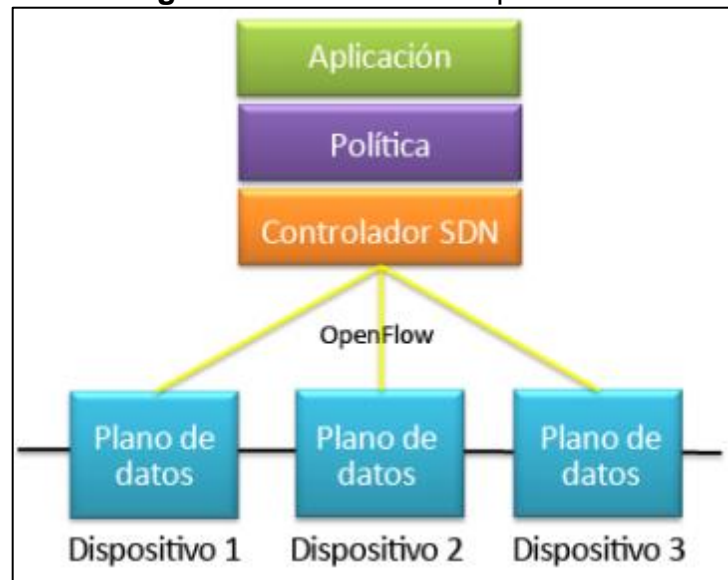 Aplicación
Política
Controlador SDN
OpenFlow
Plano de datos
Plano de datos
Plano de datos
Dispositivo 1
Dispositivo 2
Dispositivo 3